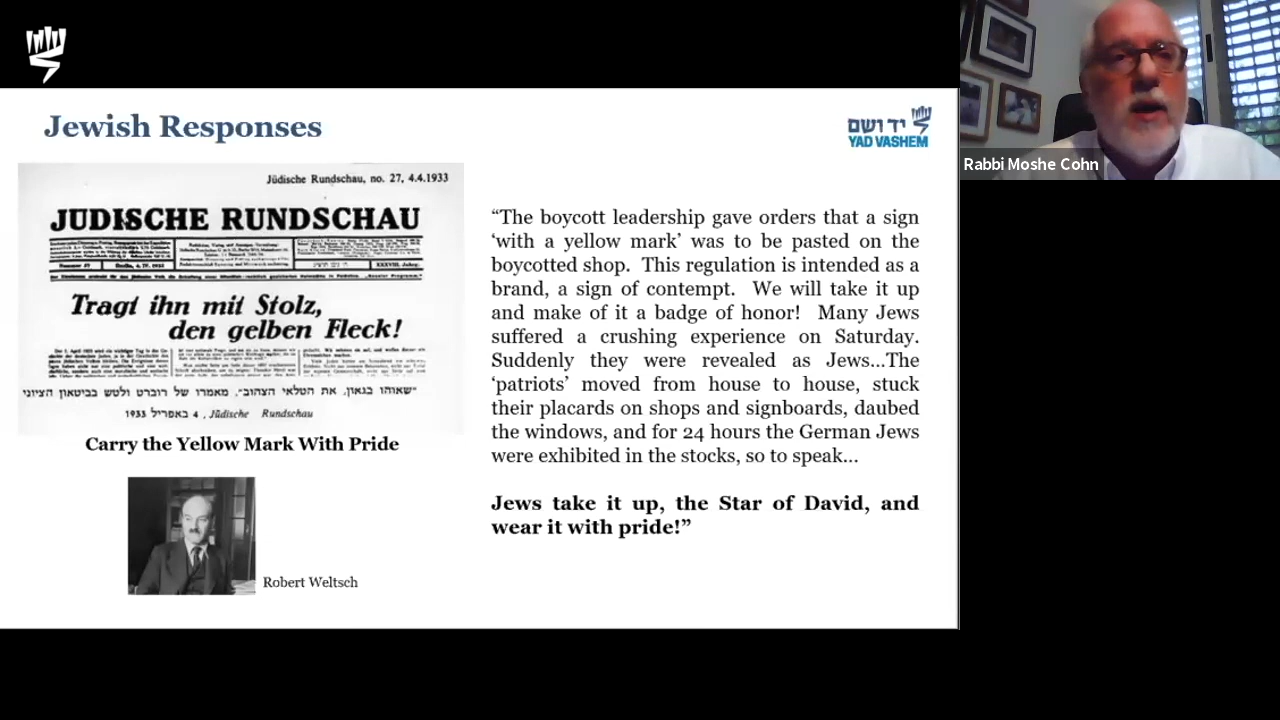 Jewish Responses
יד ושם
YAD VASHEM
Rabbi Moshe Cohn
Jüdische Rundschau, no. 27, 4.4.1933
JÜDISCHE RUNDSCHAU
Tragt ihn mit Stolz,
den gelben Fleck!
"שאוהו בגאון, את הטלאי הצהוב", מאמרו של רוברט ולטש בביטאון הציוני
Jüdische Rundschau, 4 באפריל 1933
Carry the Yellow Mark With Pride
Robert Weltsch
“The boycott leadership gave orders that a sign
‘with a yellow mark’ was to be pasted on the
boycotted shop. This regulation is intended as a
brand, a sign of contempt. We will take it up
and make of it a badge of honor! Many Jews
suffered a crushing experience on Saturday.
Suddenly they were revealed as Jews…The
‘patriots’ moved from house to house, stuck
their placards on shops and signboards, daubed
the windows, and for 24 hours the German Jews
were exhibited in the stocks, so to speak…
Jews take it up, the Star of David, and
wear it with pride!”